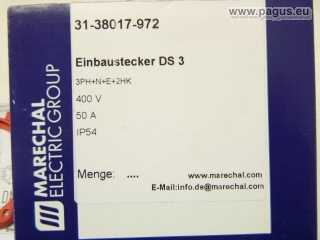 www.pagus.eu
31-38017-972
Einbaustecker DS 3
3PH+N+E+2HK
400 V
50 A
IP54
Menge: ....
www.marechal.com
E-Mail:info.de@marechal.com
MARECHAL
ELECTRIC GROUP